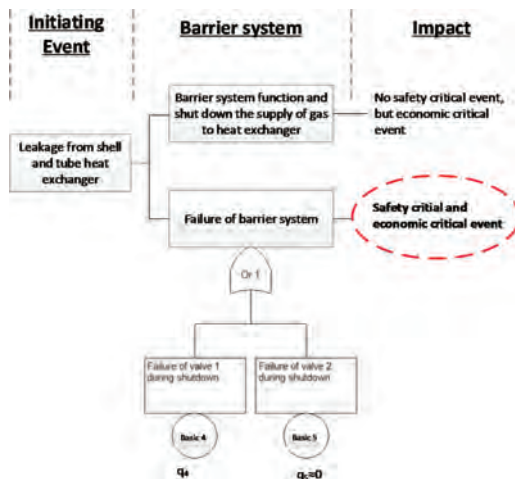 Initiating
Event
Barrier system
Impact
Barrier system function and
shut down the supply of gas
to heat exchanger
No safety critical event,
but economic critical
event
Leakage from shell
and tube heat
exchanger
Failure of barrier system
Safety critial and
economic critical event
Or 1
Failure of valve 1
during shutdown
Failure of valve 2
during shutdown
Basic 4
Basic 5
q₄
q₅=0